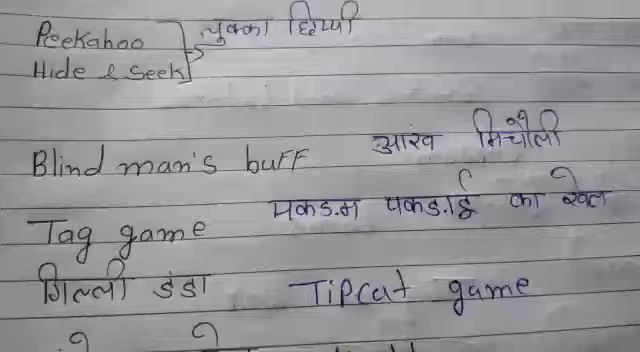 Peekahoo } लुक्का छिप्पी
Hide & Seek
Blind man's buff आंख मिचौली
Tag game पकड.म पकड.ाई का खेल
गिल्ली डंडा Tipcat game